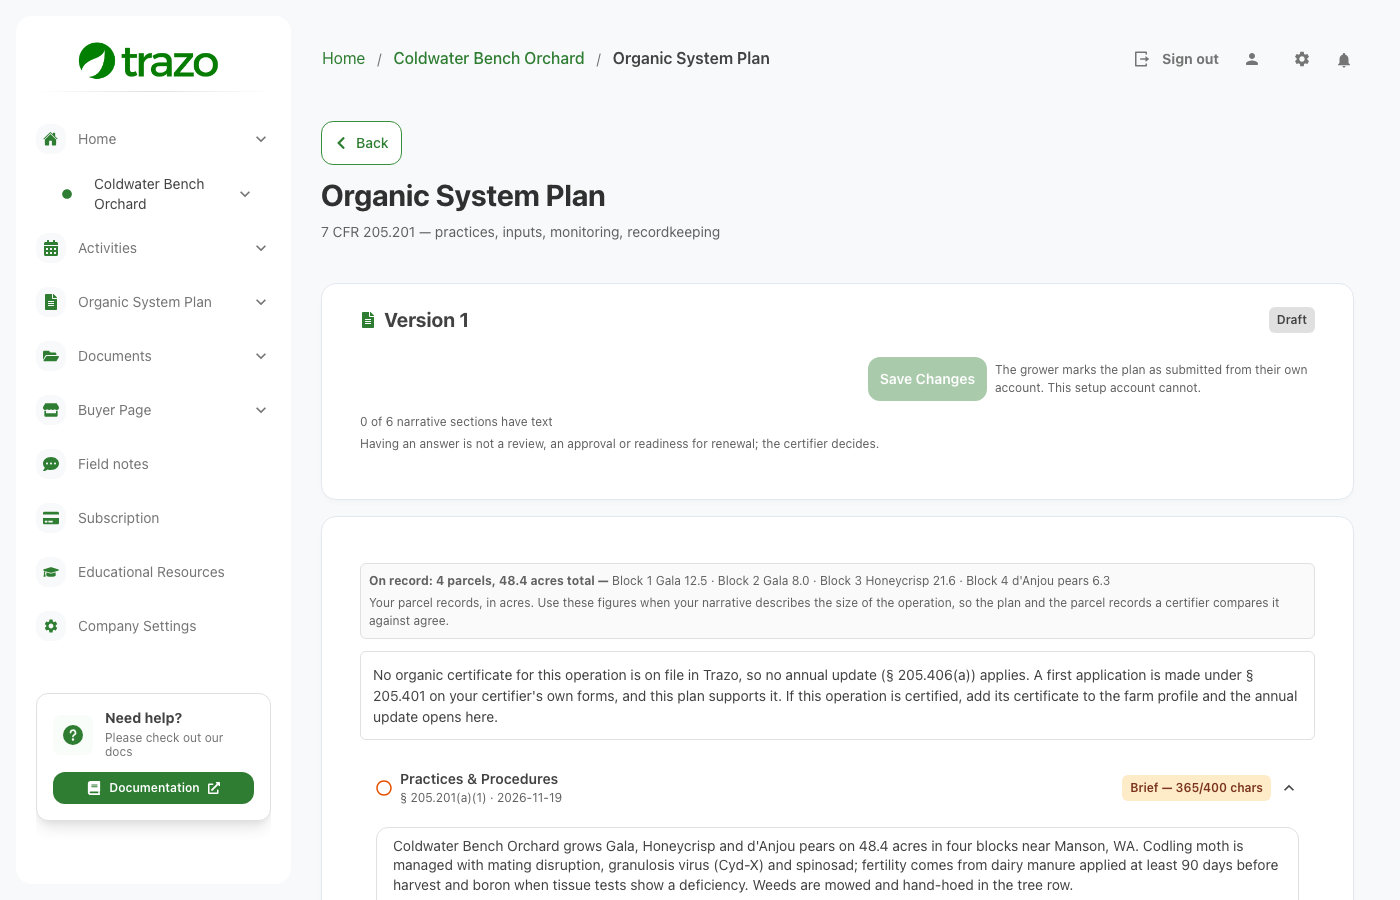 trazo
Home / Coldwater Bench Orchard / Organic System Plan
Sign out
Home
Coldwater Bench
Orchard
Activities
Organic System Plan
Documents
Buyer Page
Field notes
Subscription
Educational Resources
Company Settings
Need help?
Please check out our
docs
Documentation
Back
Organic System Plan
7 CFR 205.201 — practices, inputs, monitoring, recordkeeping
Version 1
Draft
Save Changes
The grower marks the plan as submitted from their own
account. This setup account cannot.
0 of 6 narrative sections have text
Having an answer is not a review, an approval or readiness for renewal; the certifier decides.
On record: 4 parcels, 48.4 acres total — Block 1 Gala 12.5 · Block 2 Gala 8.0 · Block 3 Honeycrisp 21.6 · Block 4 d'Anjou pears 6.3
Your parcel records, in acres. Use these figures when your narrative describes the size of the operation, so the plan and the parcel records a certifier compares it
against agree.
No organic certificate for this operation is on file in Trazo, so no annual update (§ 205.406(a)) applies. A first application is made under §
205.401 on your certifier's own forms, and this plan supports it. If this operation is certified, add its certificate to the farm profile and the annual
update opens here.
Practices & Procedures
§ 205.201(a)(1) · 2026-11-19
Brief — 365/400 chars
Coldwater Bench Orchard grows Gala, Honeycrisp and d'Anjou pears on 48.4 acres in four blocks near Manson, WA. Codling moth is
managed with mating disruption, granulosis virus (Cyd-X) and spinosad; fertility comes from dairy manure applied at least 90 days before
harvest and boron when tissue tests show a deficiency. Weeds are mowed and hand-hoed in the tree row.